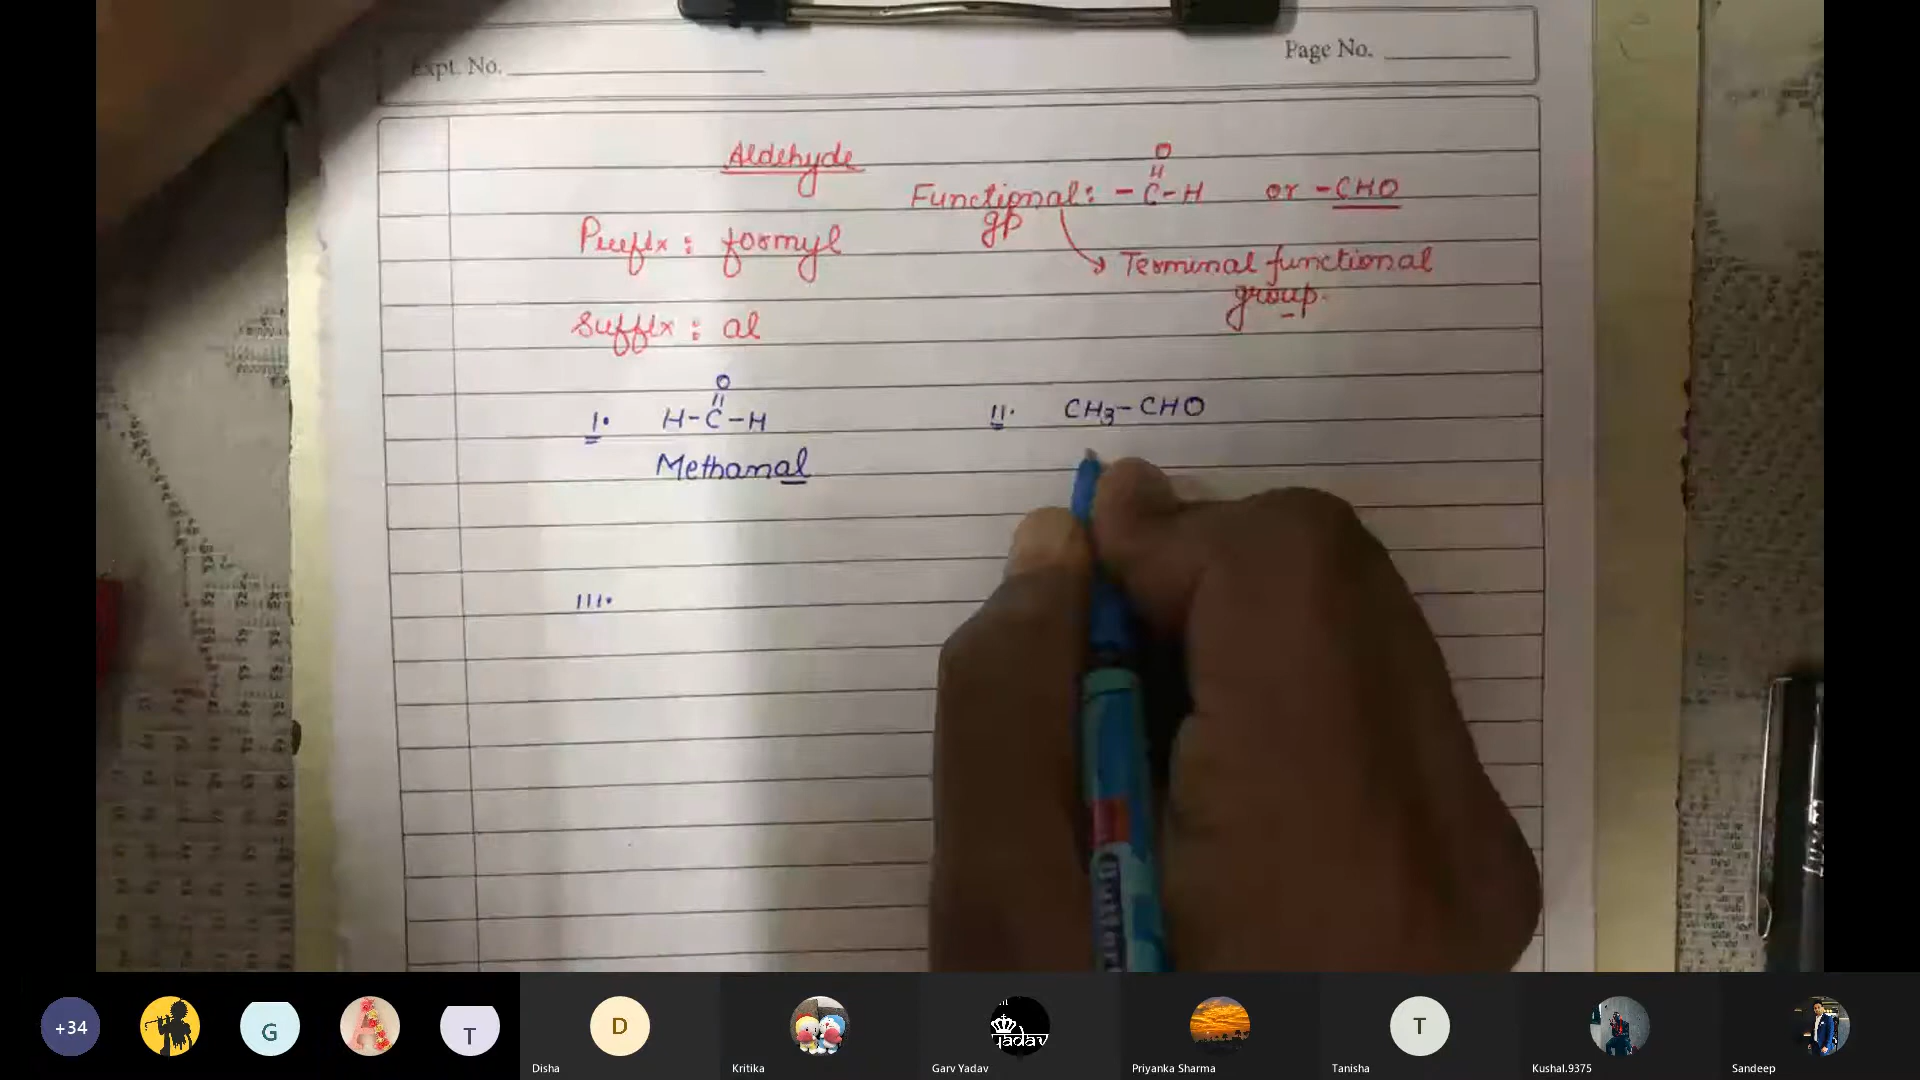 Expt. No.
Page No.
Aldehyde
O
||
Functional: -C-H or -CHO
gp
Prefix : formyl
Terminal functional
group.
Suffix : al
O
||
I. H-C-H
II. CH3-CHO
Methanal
III.
+34
G
A
T
D
Yadav
T
Disha
Kritika
Garv Yadav
Priyanka Sharma
Tanisha
Kushal.9375
Sandeep